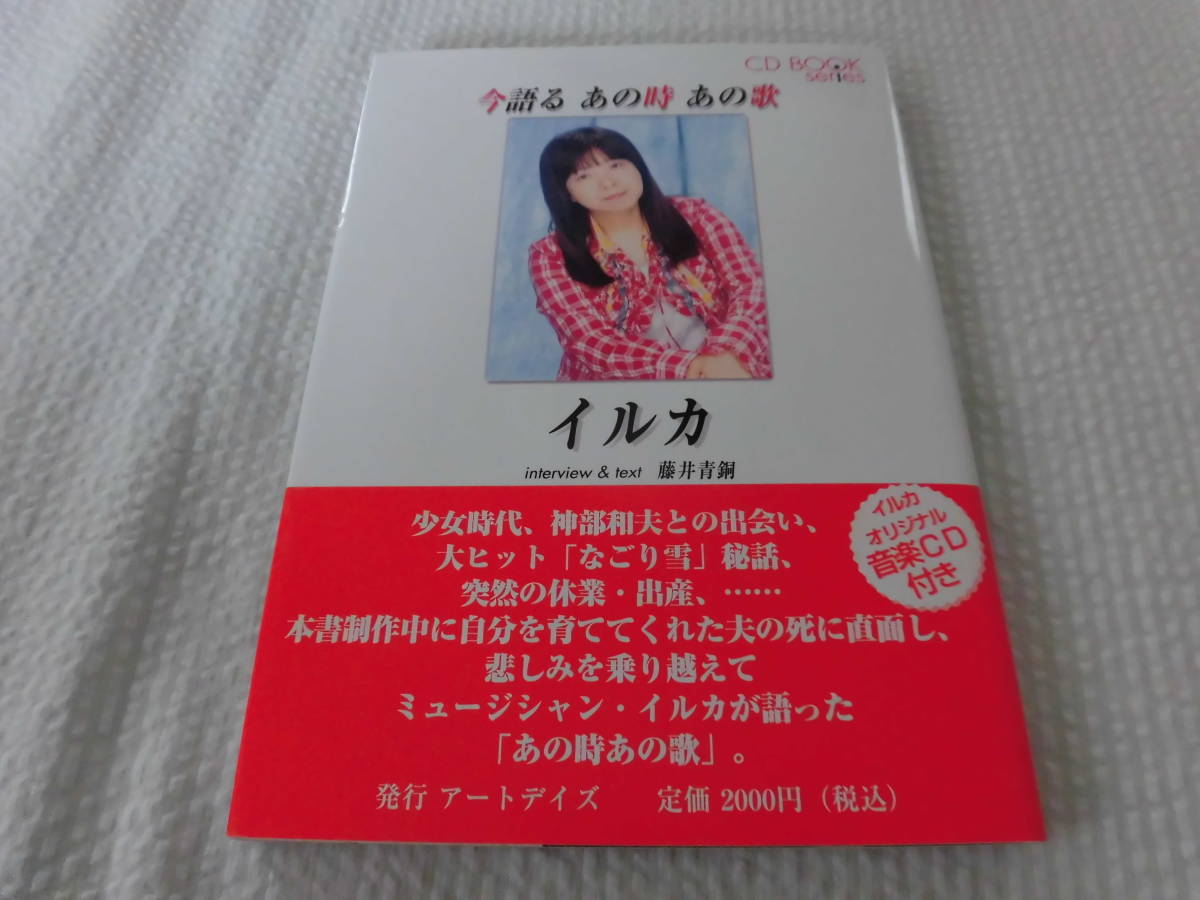 CD BOOK
series
今語る あの時 あの歌
イルカ
interview & text 藤井青銅
少女時代、神部和夫との出会い、
大ヒット「なごり雪」秘話、
突然の休業・出産、……
本書制作中に自分を育ててくれた夫の死に直面し、
悲しみを乗り越えて
ミュージシャン・イルカが語った
「あの時あの歌」。
発行 アートデイズ 定価 2000円（税込）
イルカ
オリジナル
音楽CD
付き